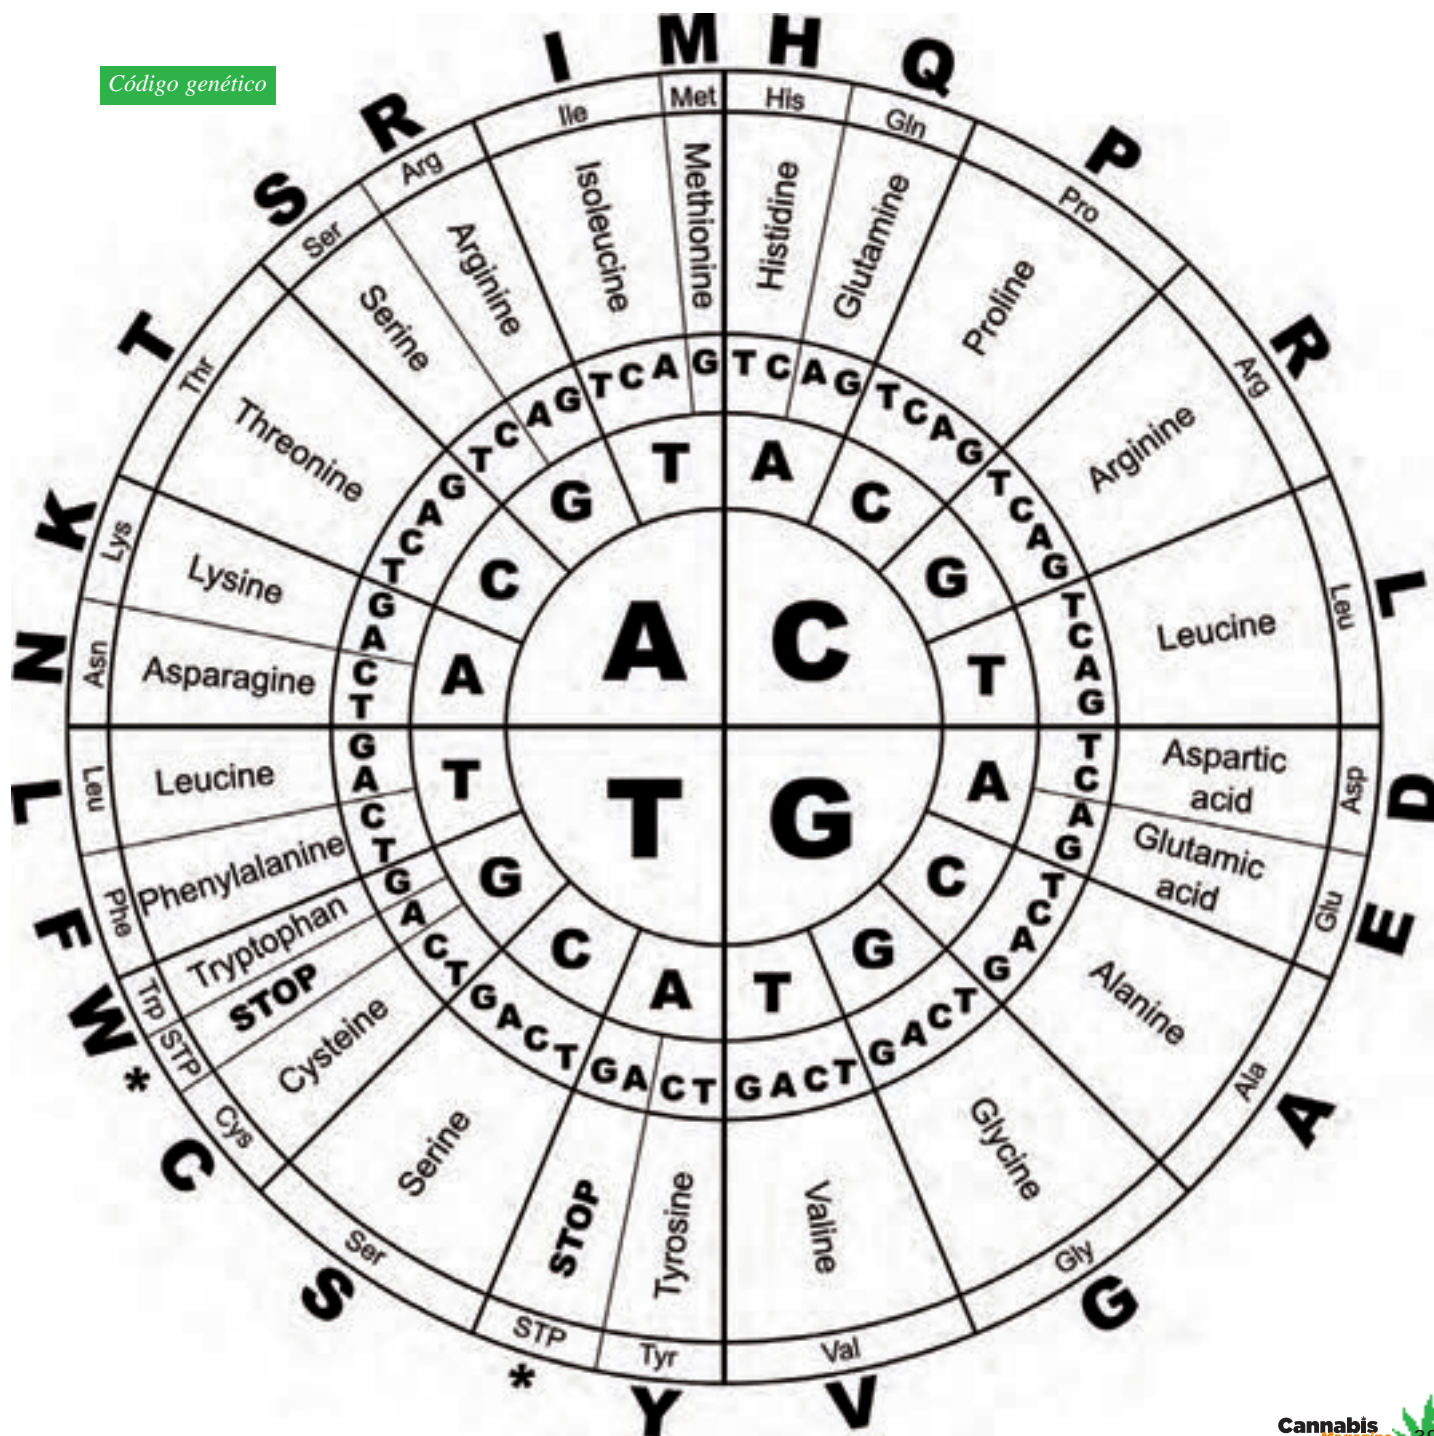 Código genético
M H Q P R L D E A G V Y * S C * W F L N K T S R I
Met His Gln Pro Arg Leu Asp Glu Ala Gly Val Tyr STP Ser Cys STP Trp Phe Leu Asn Lys Thr Ser Arg Ile
Methionine
Histidine
Glutamine
Proline
Arginine
Leucine
Aspartic
acid
Glutamic
acid
Alanine
Glycine
Valine
Tyrosine
STOP
Serine
Cysteine
STOP
Tryptophan
Phenylalanine
Leucine
Asparagine
Lysine
Threonine
Serine
Arginine
Isoleucine
T C A G T C A G T C A G T C A G
T C A G T C A G T C A G T C A G
T C A G T C A G T C A G T C A G
T C A G T C A G T C A G T C A G
A C G T
A C G T
A C G T
A C G T
A C
T G
Cannabis